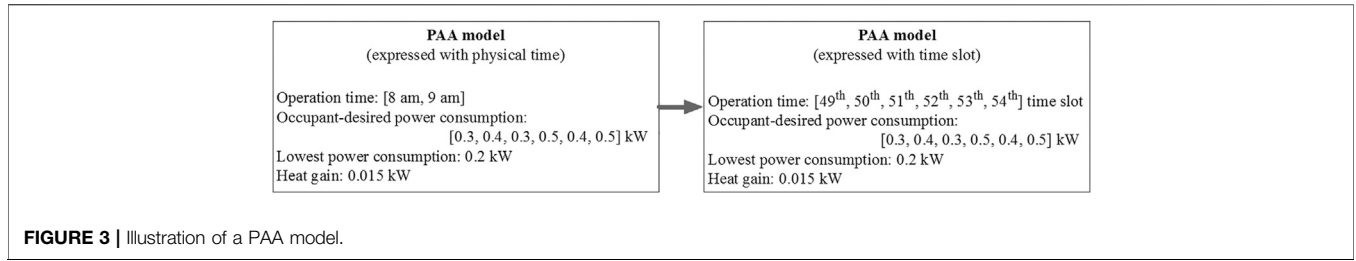 PAA model
(expressed with physical time)
Operation time: [8 am, 9 am]
Occupant-desired power consumption:
[0.3, 0.4, 0.3, 0.5, 0.4, 0.5] kW
Lowest power consumption: 0.2 kW
Heat gain: 0.015 kW
PAA model
(expressed with time slot)
Operation time: [49th, 50th, 51th, 52th, 53th, 54th] time slot
Occupant-desired power consumption:
[0.3, 0.4, 0.3, 0.5, 0.4, 0.5] kW
Lowest power consumption: 0.2 kW
Heat gain: 0.015 kW
FIGURE 3 | Illustration of a PAA model.